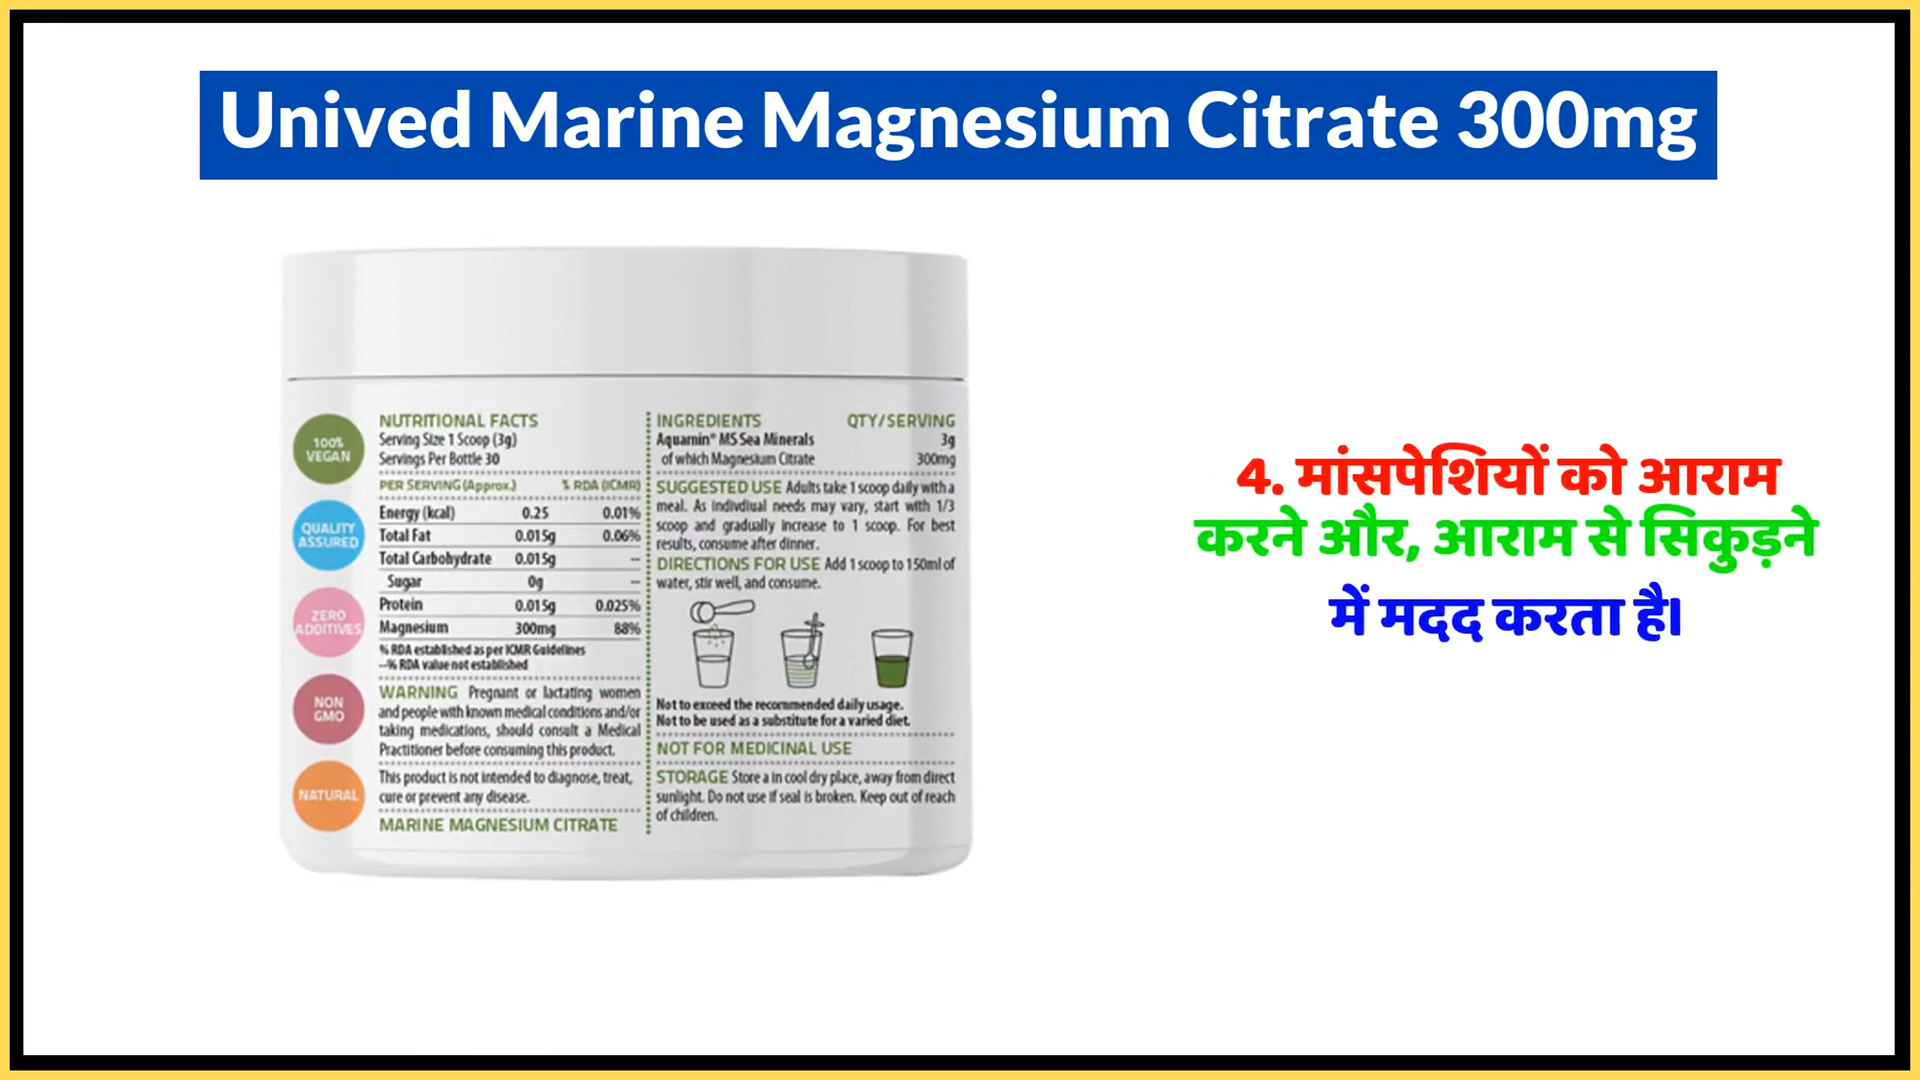 Unived Marine Magnesium Citrate 300mg
100%
VEGAN
QUALITY
ASSURED
ZERO
ADDITIVES
NON
GMO
NATURAL
NUTRITIONAL FACTS
Serving Size 1 Scoop (3g)
Servings Per Bottle 30
PER SERVING (Approx.) % RDA (ICMR)
Energy (kcal) 0.25 0.01%
Total Fat 0.015g 0.06%
Total Carbohydrate 0.015g --
Sugar 0g --
Protein 0.015g 0.025%
Magnesium 300mg 88%
% RDA established as per ICMR Guidelines
--% RDA value not established
WARNING Pregnant or lactating women
and people with known medical conditions and/or
taking medications, should consult a Medical
Practitioner before consuming this product.
This product is not intended to diagnose, treat,
cure or prevent any disease.
MARINE MAGNESIUM CITRATE
INGREDIENTS QTY/SERVING
Aquamin® MS Sea Minerals 3g
of which Magnesium Citrate 300mg
SUGGESTED USE Adults take 1 scoop daily with a
meal. As indivdiual needs may vary, start with 1/3
scoop and gradually increase to 1 scoop. For best
results, consume after dinner.
DIRECTIONS FOR USE Add 1 scoop to 150ml of
water, stir well, and consume.
Not to exceed the recommended daily usage.
Not to be used as a substitute for a varied diet.
NOT FOR MEDICINAL USE
STORAGE Store a in cool dry place, away from direct
sunlight. Do not use if seal is broken. Keep out of reach
of children.
4. मांसपेशियों को आराम
करने और, आराम से सिकुड़ने
में मदद करता है।